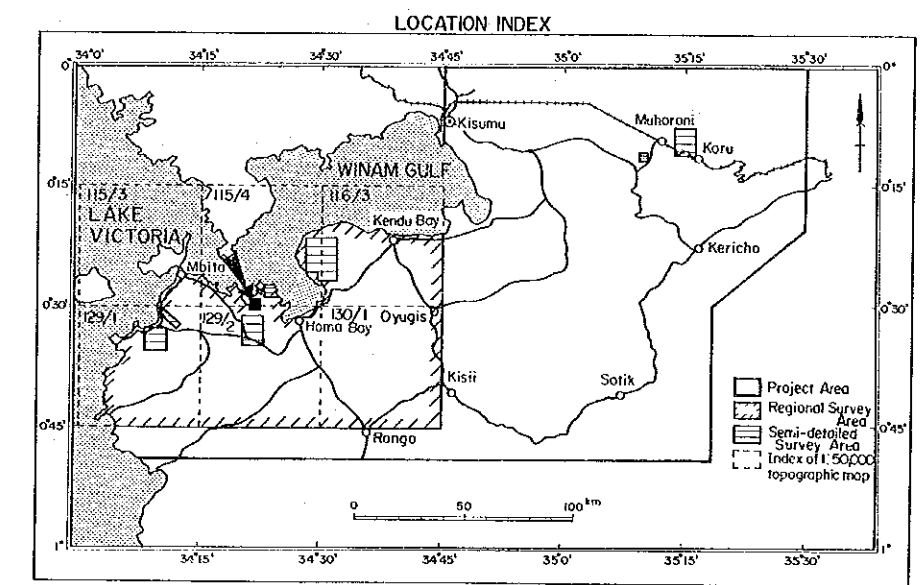 LOCATION INDEX
34°0' 34°15' 34°30' 34°45' 35°0' 35°15' 35°30'
0° 0°
Muhoroni
Kisumu
Koru
WINAM GULF
0°15' 0°15'
115/3 115/4 116/3
LAKE
VICTORIA
Kendu Bay
Kericho
Mbita
0°30' 0°30'
129/1 129/2 130/1 Oyugis
Homa Bay
Kisii Sotik
Project Area
Regional Survey
Area
Semi-detailed
Survey Area
Index of 1:50,000
topographic map
0°45' 0°45'
Rongo
0 50 100 km
1° 1°
34°15' 34°30' 34°45' 35°0' 35°15' 35°30'